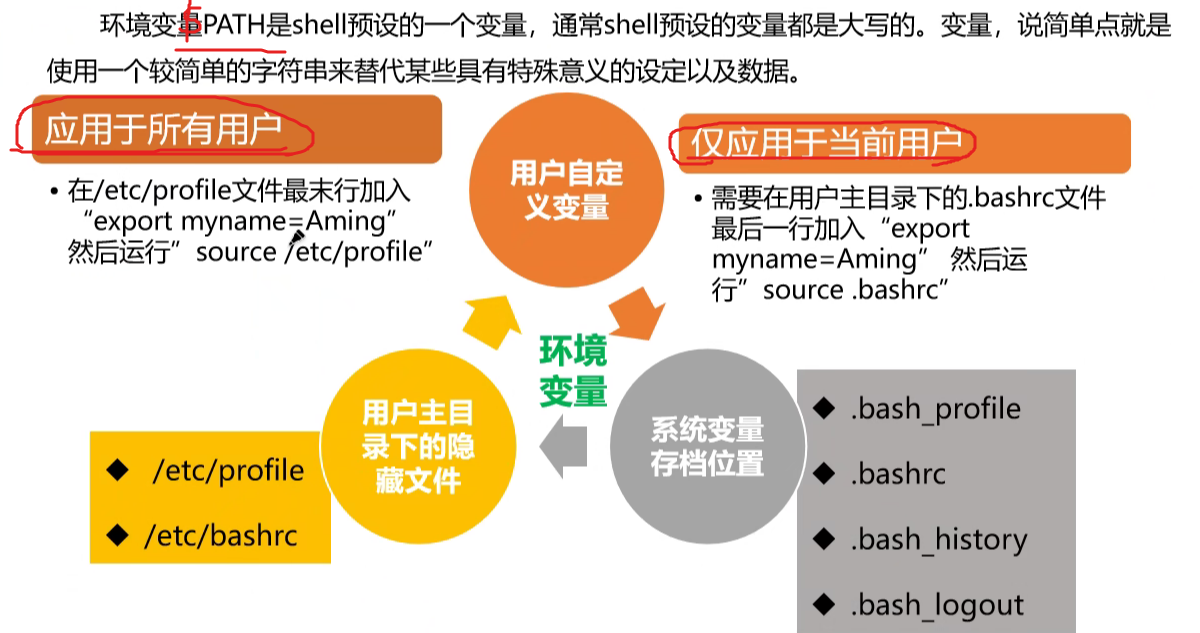 环境变量PATH是shell预设的一个变量，通常shell预设的变量都是大写的。变量，说简单点就是
使用一个较简单的字符串来替代某些具有特殊意义的设定以及数据。
应用于所有用户
• 在/etc/profile文件最末行加入
“export myname=Aming”
然后运行”source /etc/profile”
用户自定
义变量
仅应用于当前用户
• 需要在用户主目录下的.bashrc文件
最后一行加入“export
myname=Aming” 然后运
行”source .bashrc”
环境
变量
用户主目
录下的隐
藏文件
◆ /etc/profile
◆ /etc/bashrc
系统变量
存档位置
◆ .bash_profile
◆ .bashrc
◆ .bash_history
◆ .bash_logout